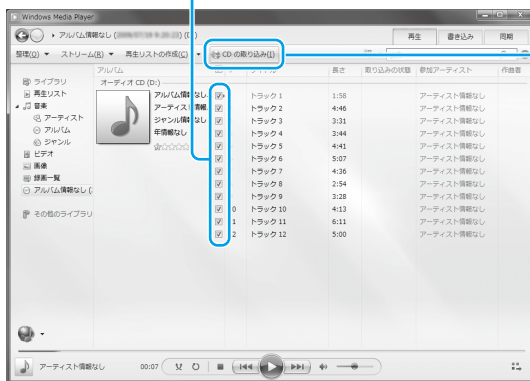 Windows Media Player
アルバム情報なし
再生 書き込み 同期
整理(O) ストリーム(R) 再生リストの作成(C) CD の取り込み(I)
アルバム 長さ 取り込みの状態 参加アーティスト 作曲者
ライブラリ オーディオ CD (D:)
再生リスト アルバム情報なし トラック 1 1:58 アーティスト情報なし
音楽 アーティスト情報 トラック 2 4:46 アーティスト情報なし
アーティスト ジャンル情報なし トラック 3 3:31 アーティスト情報なし
アルバム 年情報なし トラック 4 3:44 アーティスト情報なし
ジャンル トラック 5 4:41 アーティスト情報なし
ビデオ トラック 6 5:07 アーティスト情報なし
画像 トラック 7 4:36 アーティスト情報なし
録画一覧 トラック 8 2:54 アーティスト情報なし
アルバム情報なし ( トラック 9 3:28 アーティスト情報なし
その他のライブラリ 0 トラック 10 4:13 アーティスト情報なし
1 トラック 11 6:11 アーティスト情報なし
2 トラック 12 5:00 アーティスト情報なし
アーティスト情報なし 00:07